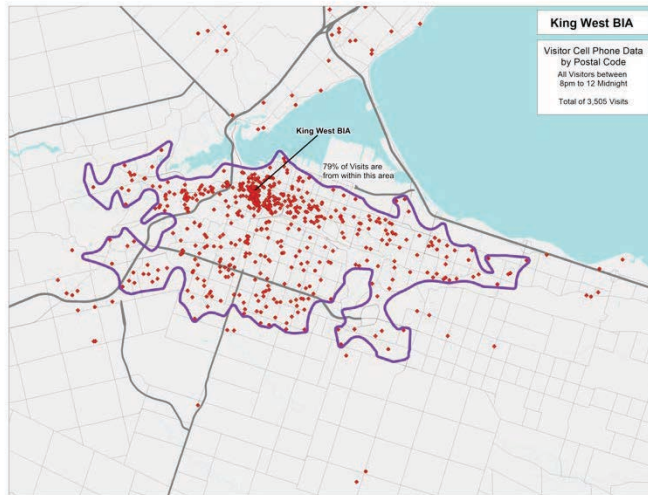 King West BIA
Visitor Cell Phone Data
by Postal Code
All Visitors between
8pm to 12 Midnight
Total of 3,505 Visits
King West BIA
79% of Visits are
from within this area